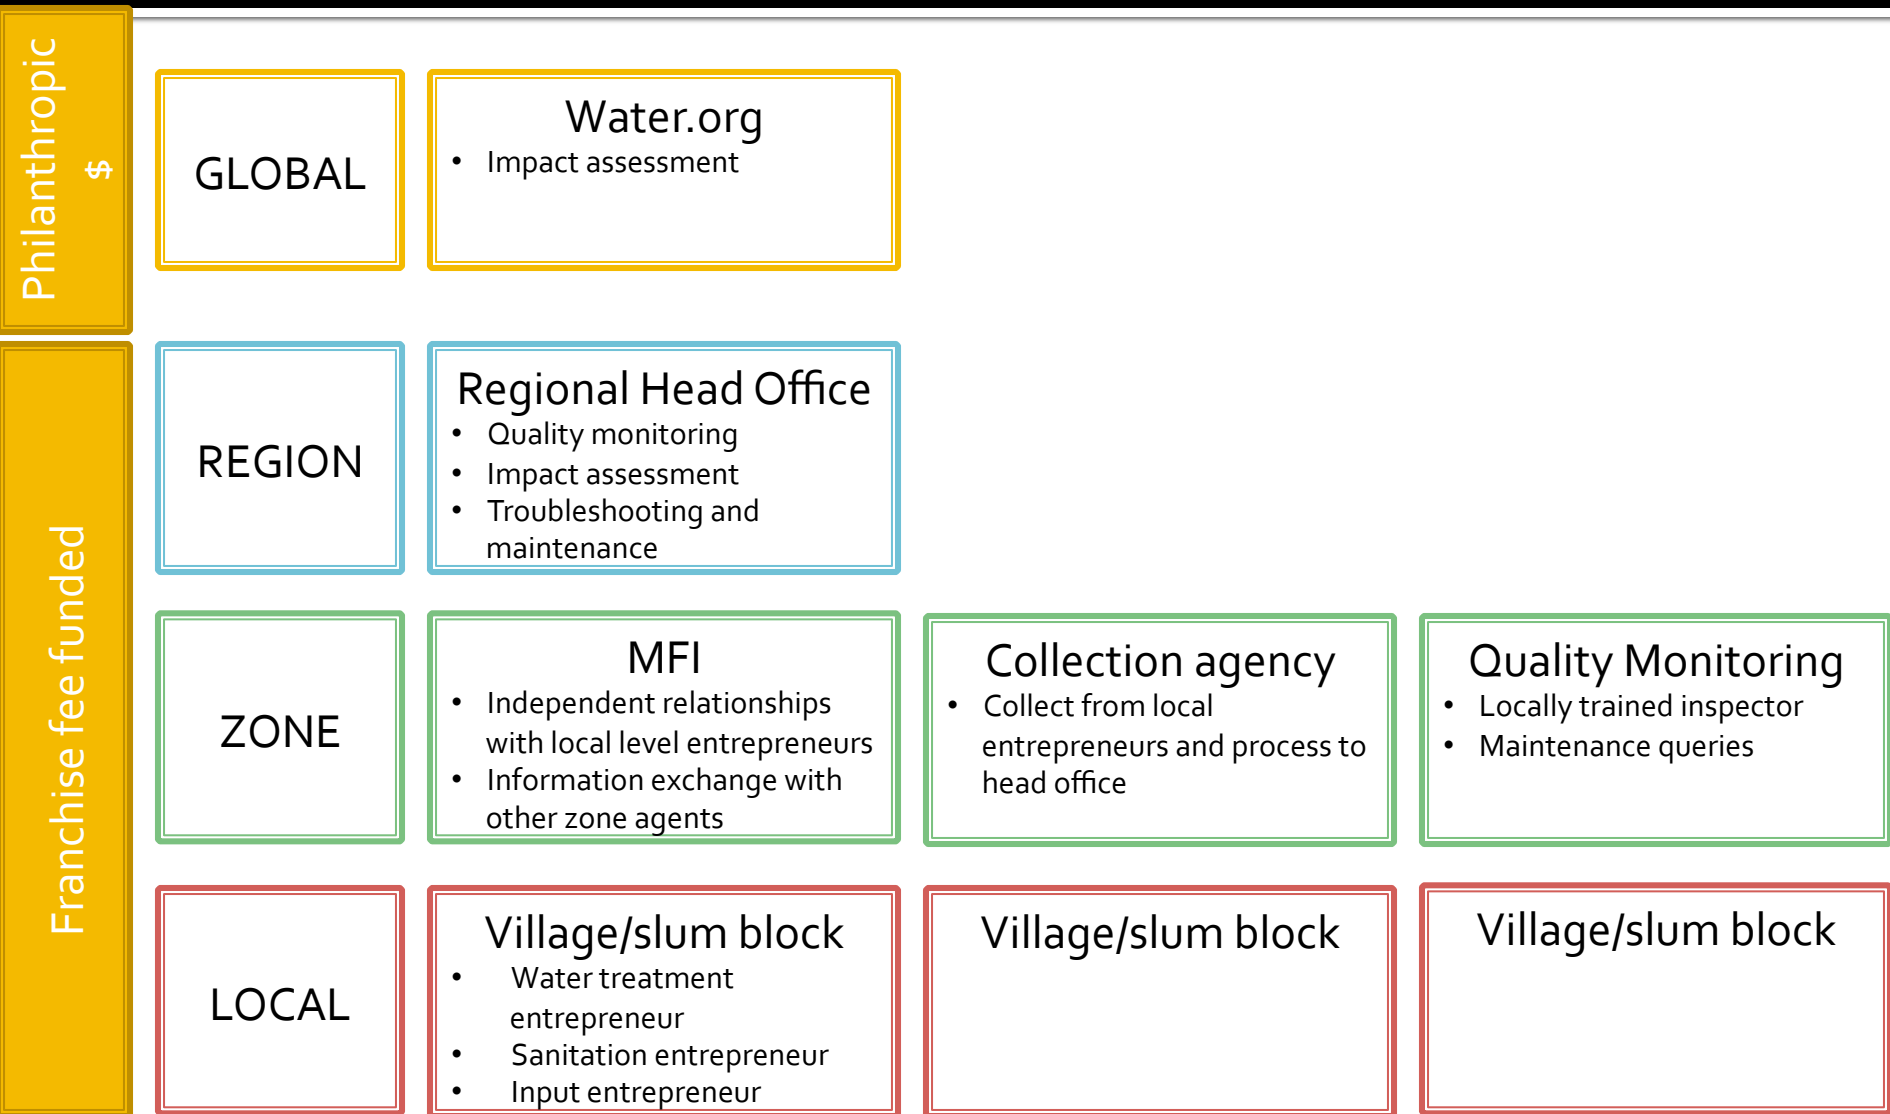 Philanthropic
$
GLOBAL
Water.org
• Impact assessment
Franchise fee funded
REGION
Regional Head Office
• Quality monitoring
• Impact assessment
• Troubleshooting and
maintenance
ZONE
MFI
• Independent relationships
with local level entrepreneurs
• Information exchange with
other zone agents
Collection agency
• Collect from local
entrepreneurs and process to
head office
Quality Monitoring
• Locally trained inspector
• Maintenance queries
LOCAL
Village/slum block
• Water treatment
entrepreneur
• Sanitation entrepreneur
• Input entrepreneur
Village/slum block
Village/slum block